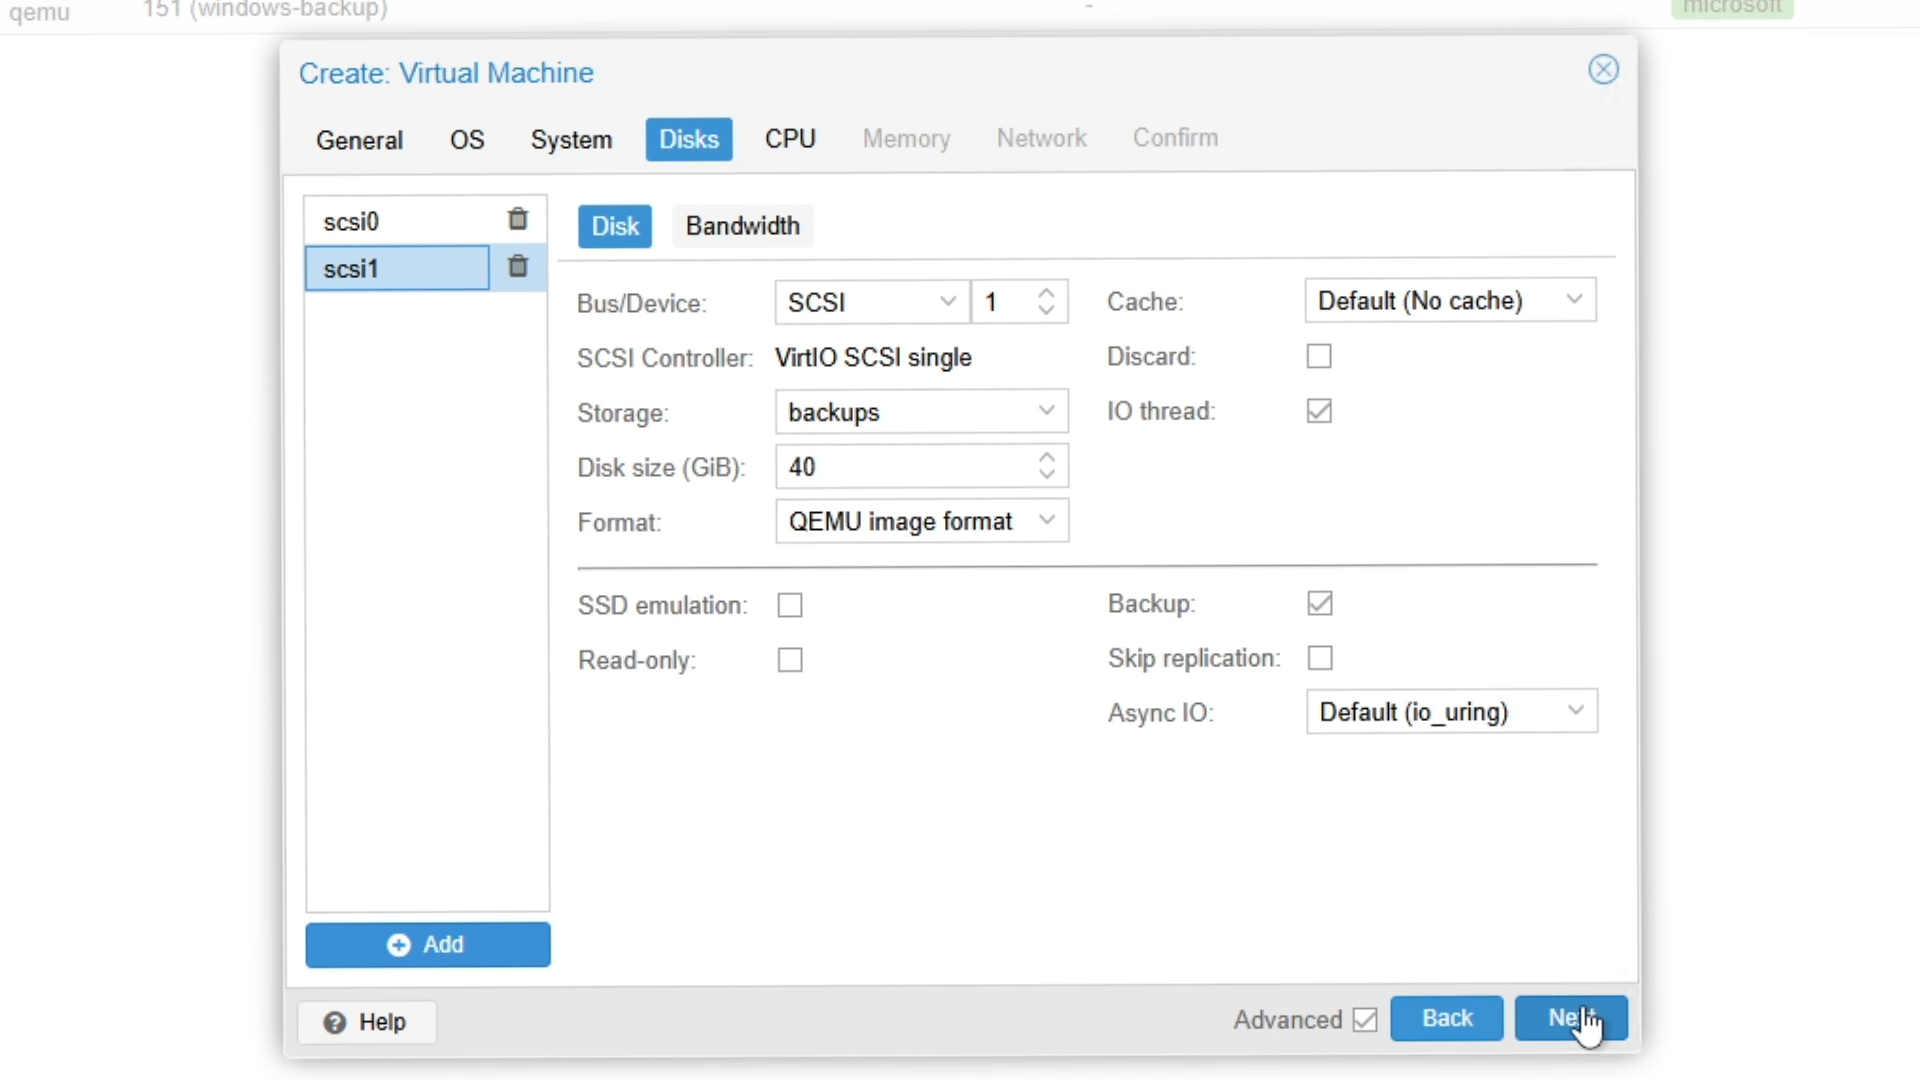 qemu 151 (windows-backup) - microsoft
Create: Virtual Machine
General OS System Disks CPU Memory Network Confirm
scsi0
scsi1
Disk Bandwidth
Bus/Device: SCSI 1 Cache: Default (No cache)
SCSI Controller: VirtIO SCSI single Discard:
Storage: backups IO thread:
Disk size (GiB): 40
Format: QEMU image format
SSD emulation: Backup:
Read-only: Skip replication:
Async IO: Default (io_uring)
Add
Help Advanced Back Next